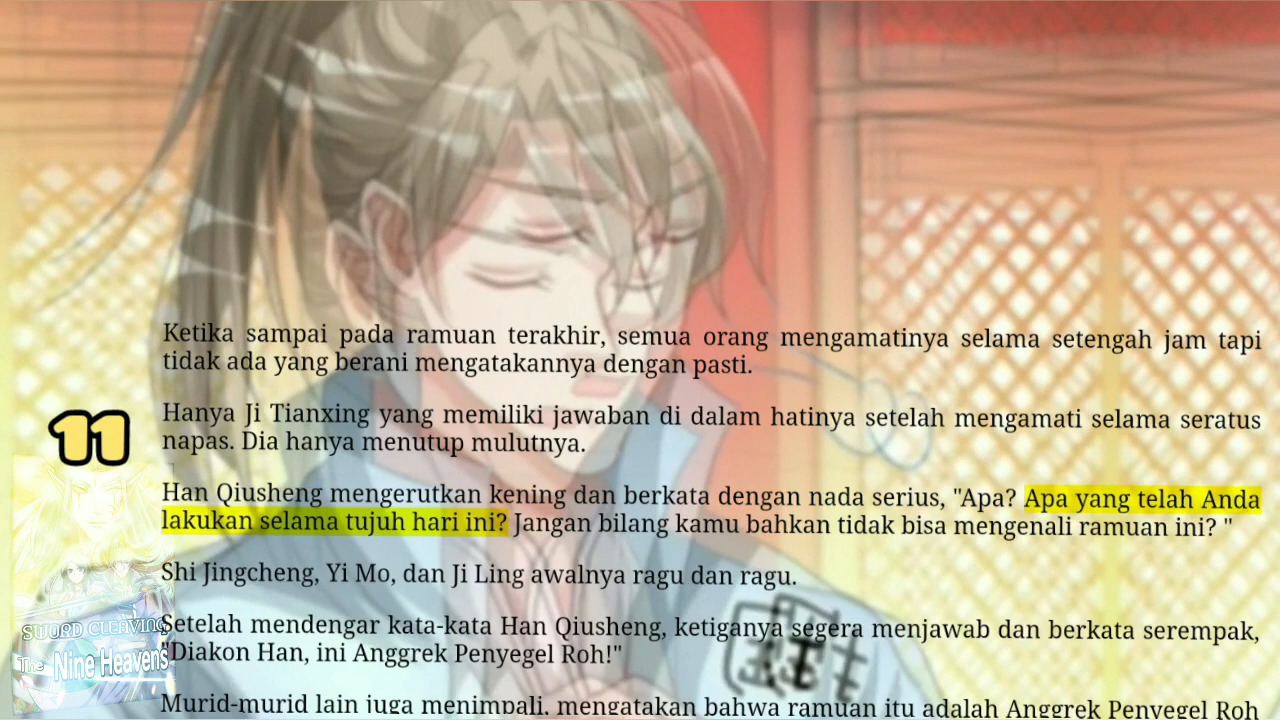 Ketika sampai pada ramuan terakhir, semua orang mengamatinya selama setengah jam tapi
tidak ada yang berani mengatakannya dengan pasti.
Hanya Ji Tianxing yang memiliki jawaban di dalam hatinya setelah mengamati selama seratus
napas. Dia hanya menutup mulutnya.
11
Han Qiusheng mengerutkan kening dan berkata dengan nada serius, "Apa? Apa yang telah Anda
lakukan selama tujuh hari ini? Jangan bilang kamu bahkan tidak bisa mengenali ramuan ini? "
Shi Jingcheng, Yi Mo, dan Ji Ling awalnya ragu dan ragu.
Setelah mendengar kata-kata Han Qiusheng, ketiganya segera menjawab dan berkata serempak,
"Diakon Han, ini Anggrek Penyegel Roh!"
Murid-murid lain juga menimpali, mengatakan bahwa ramuan itu adalah Anggrek Penyegel Roh
SWORD CLEAVING
The Nine Heavens